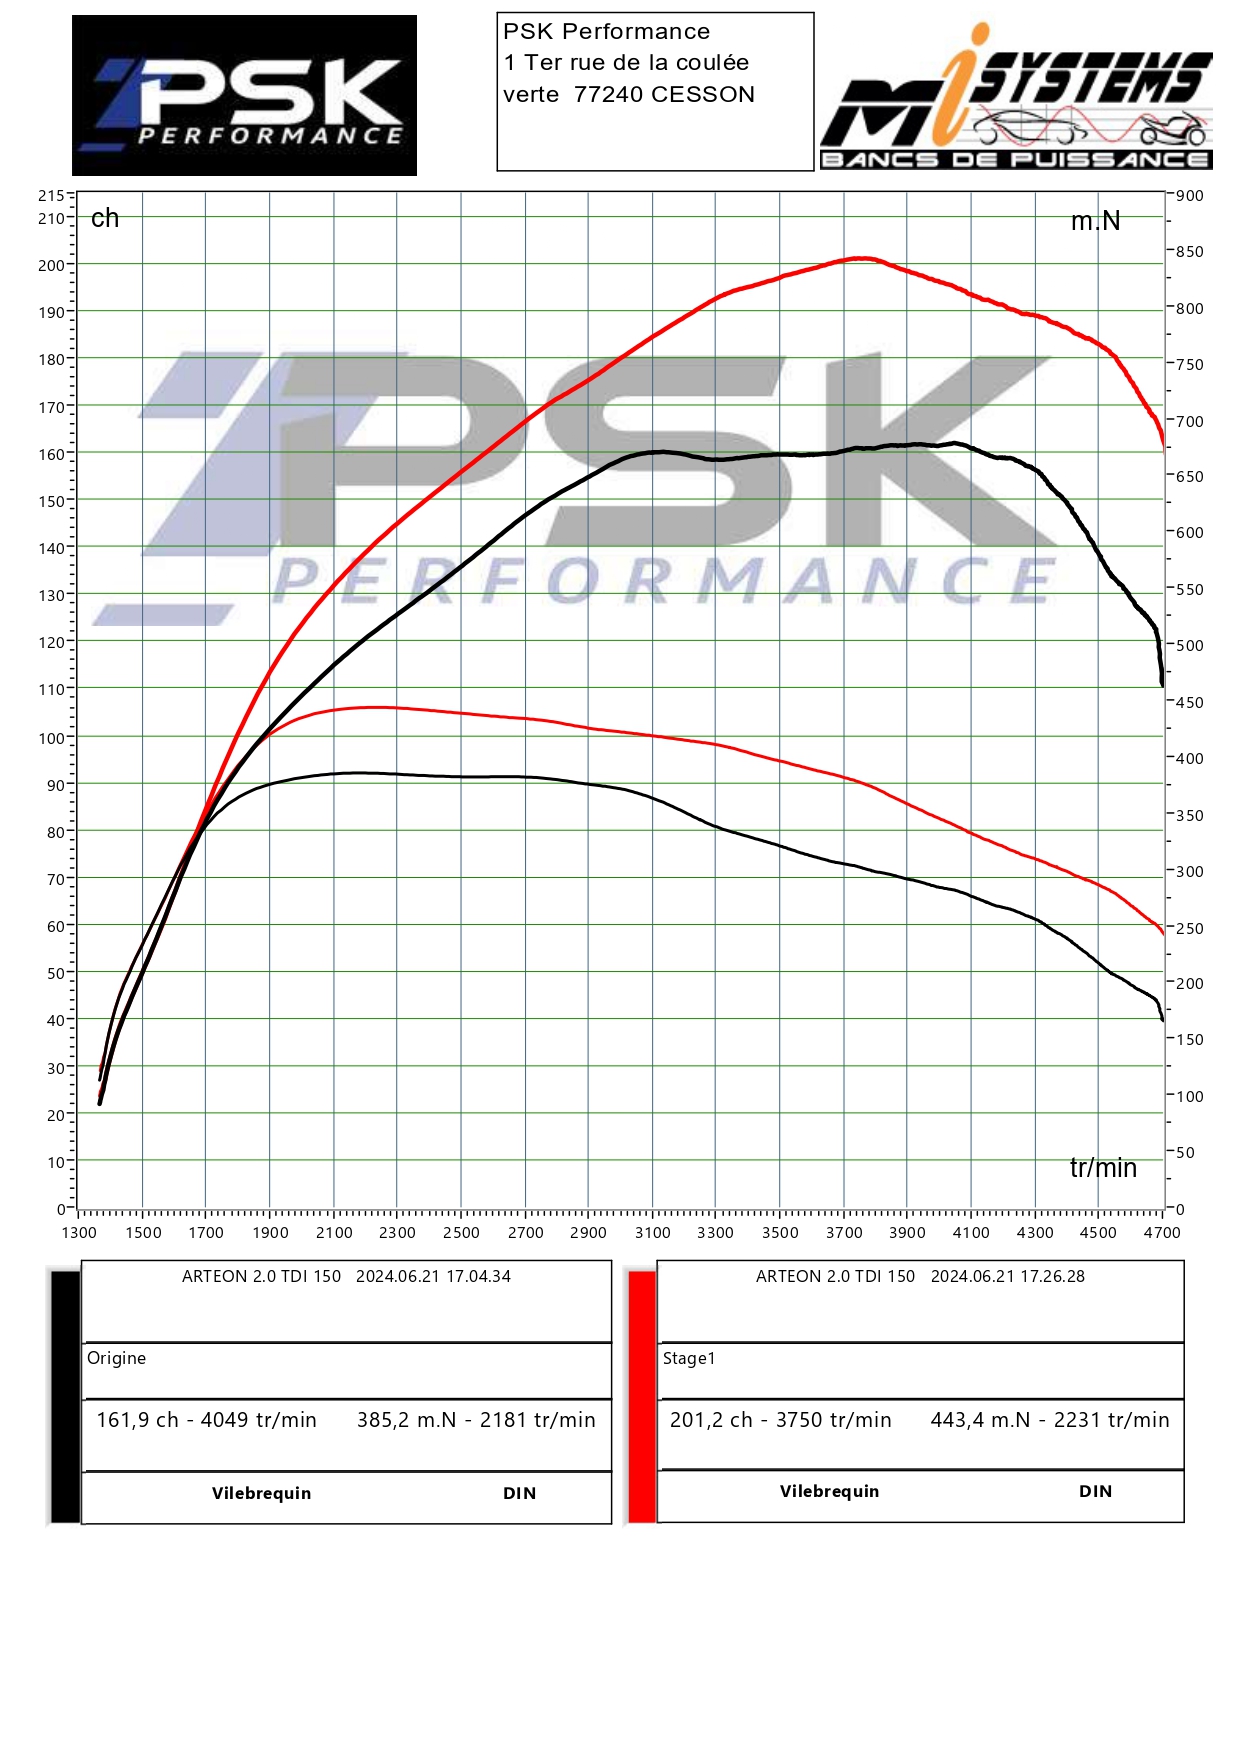 PSK
PERFORMANCE
PSK Performance
1 Ter rue de la coulée
verte  77240 CESSON
MiSYSTEMS
BANCS DE PUISSANCE
ch
m.N
215
210
200
190
180
170
160
150
140
130
120
110
100
90
80
70
60
50
40
30
20
10
0
900
850
800
750
700
650
600
550
500
450
400
350
300
250
200
150
100
50
0
PSK
PERFORMANCE
tr/min
1300 1500 1700 1900 2100 2300 2500 2700 2900 3100 3300 3500 3700 3900 4100 4300 4500 4700
ARTEON 2.0 TDI 150   2024.06.21 17.04.34
Origine
161,9 ch - 4049 tr/min   385,2 m.N - 2181 tr/min
Vilebrequin   DIN
ARTEON 2.0 TDI 150   2024.06.21 17.26.28
Stage1
201,2 ch - 3750 tr/min   443,4 m.N - 2231 tr/min
Vilebrequin   DIN